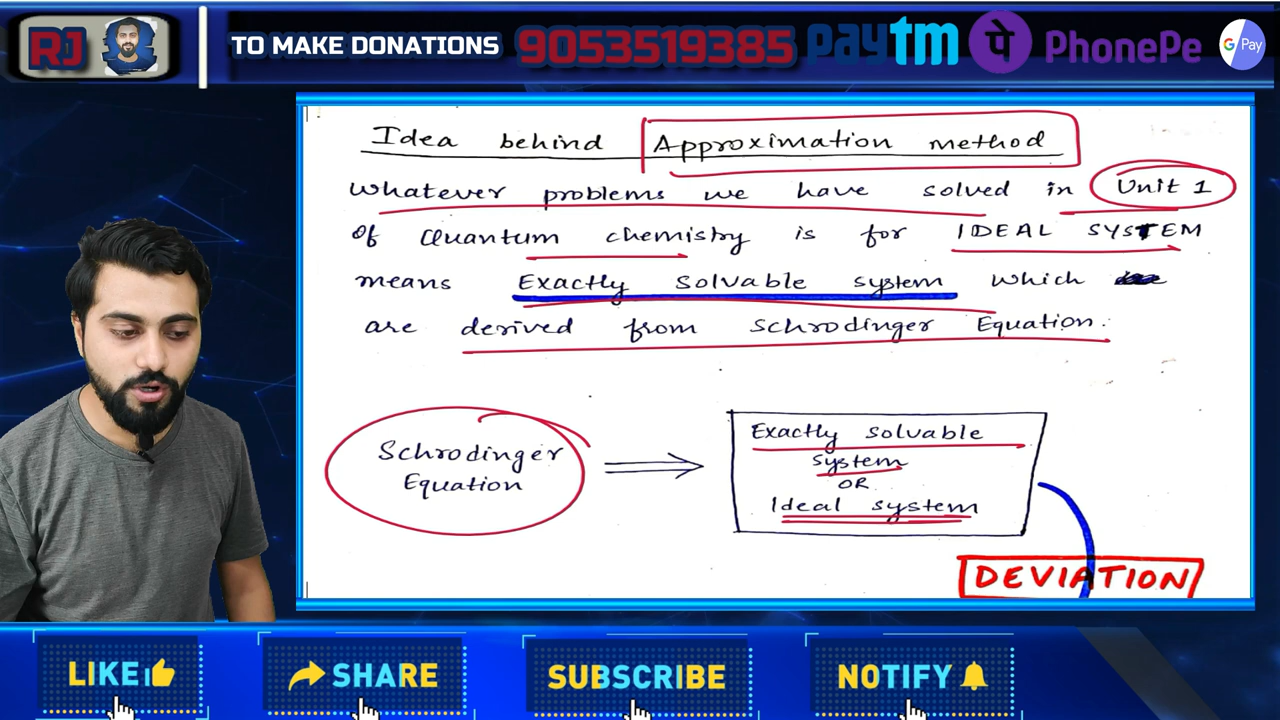 RJ
TO MAKE DONATIONS 9053519385 paytm पे PhonePe G Pay
Idea behind Approximation method
Whatever problems we have solved in Unit 1
of Quantum chemistry is for IDEAL SYSTEM
means Exactly solvable system which
are derived from Schrodinger Equation.
Schrodinger
Equation
Exactly solvable
system
OR
Ideal system
DEVIATION
LIKE SHARE SUBSCRIBE NOTIFY